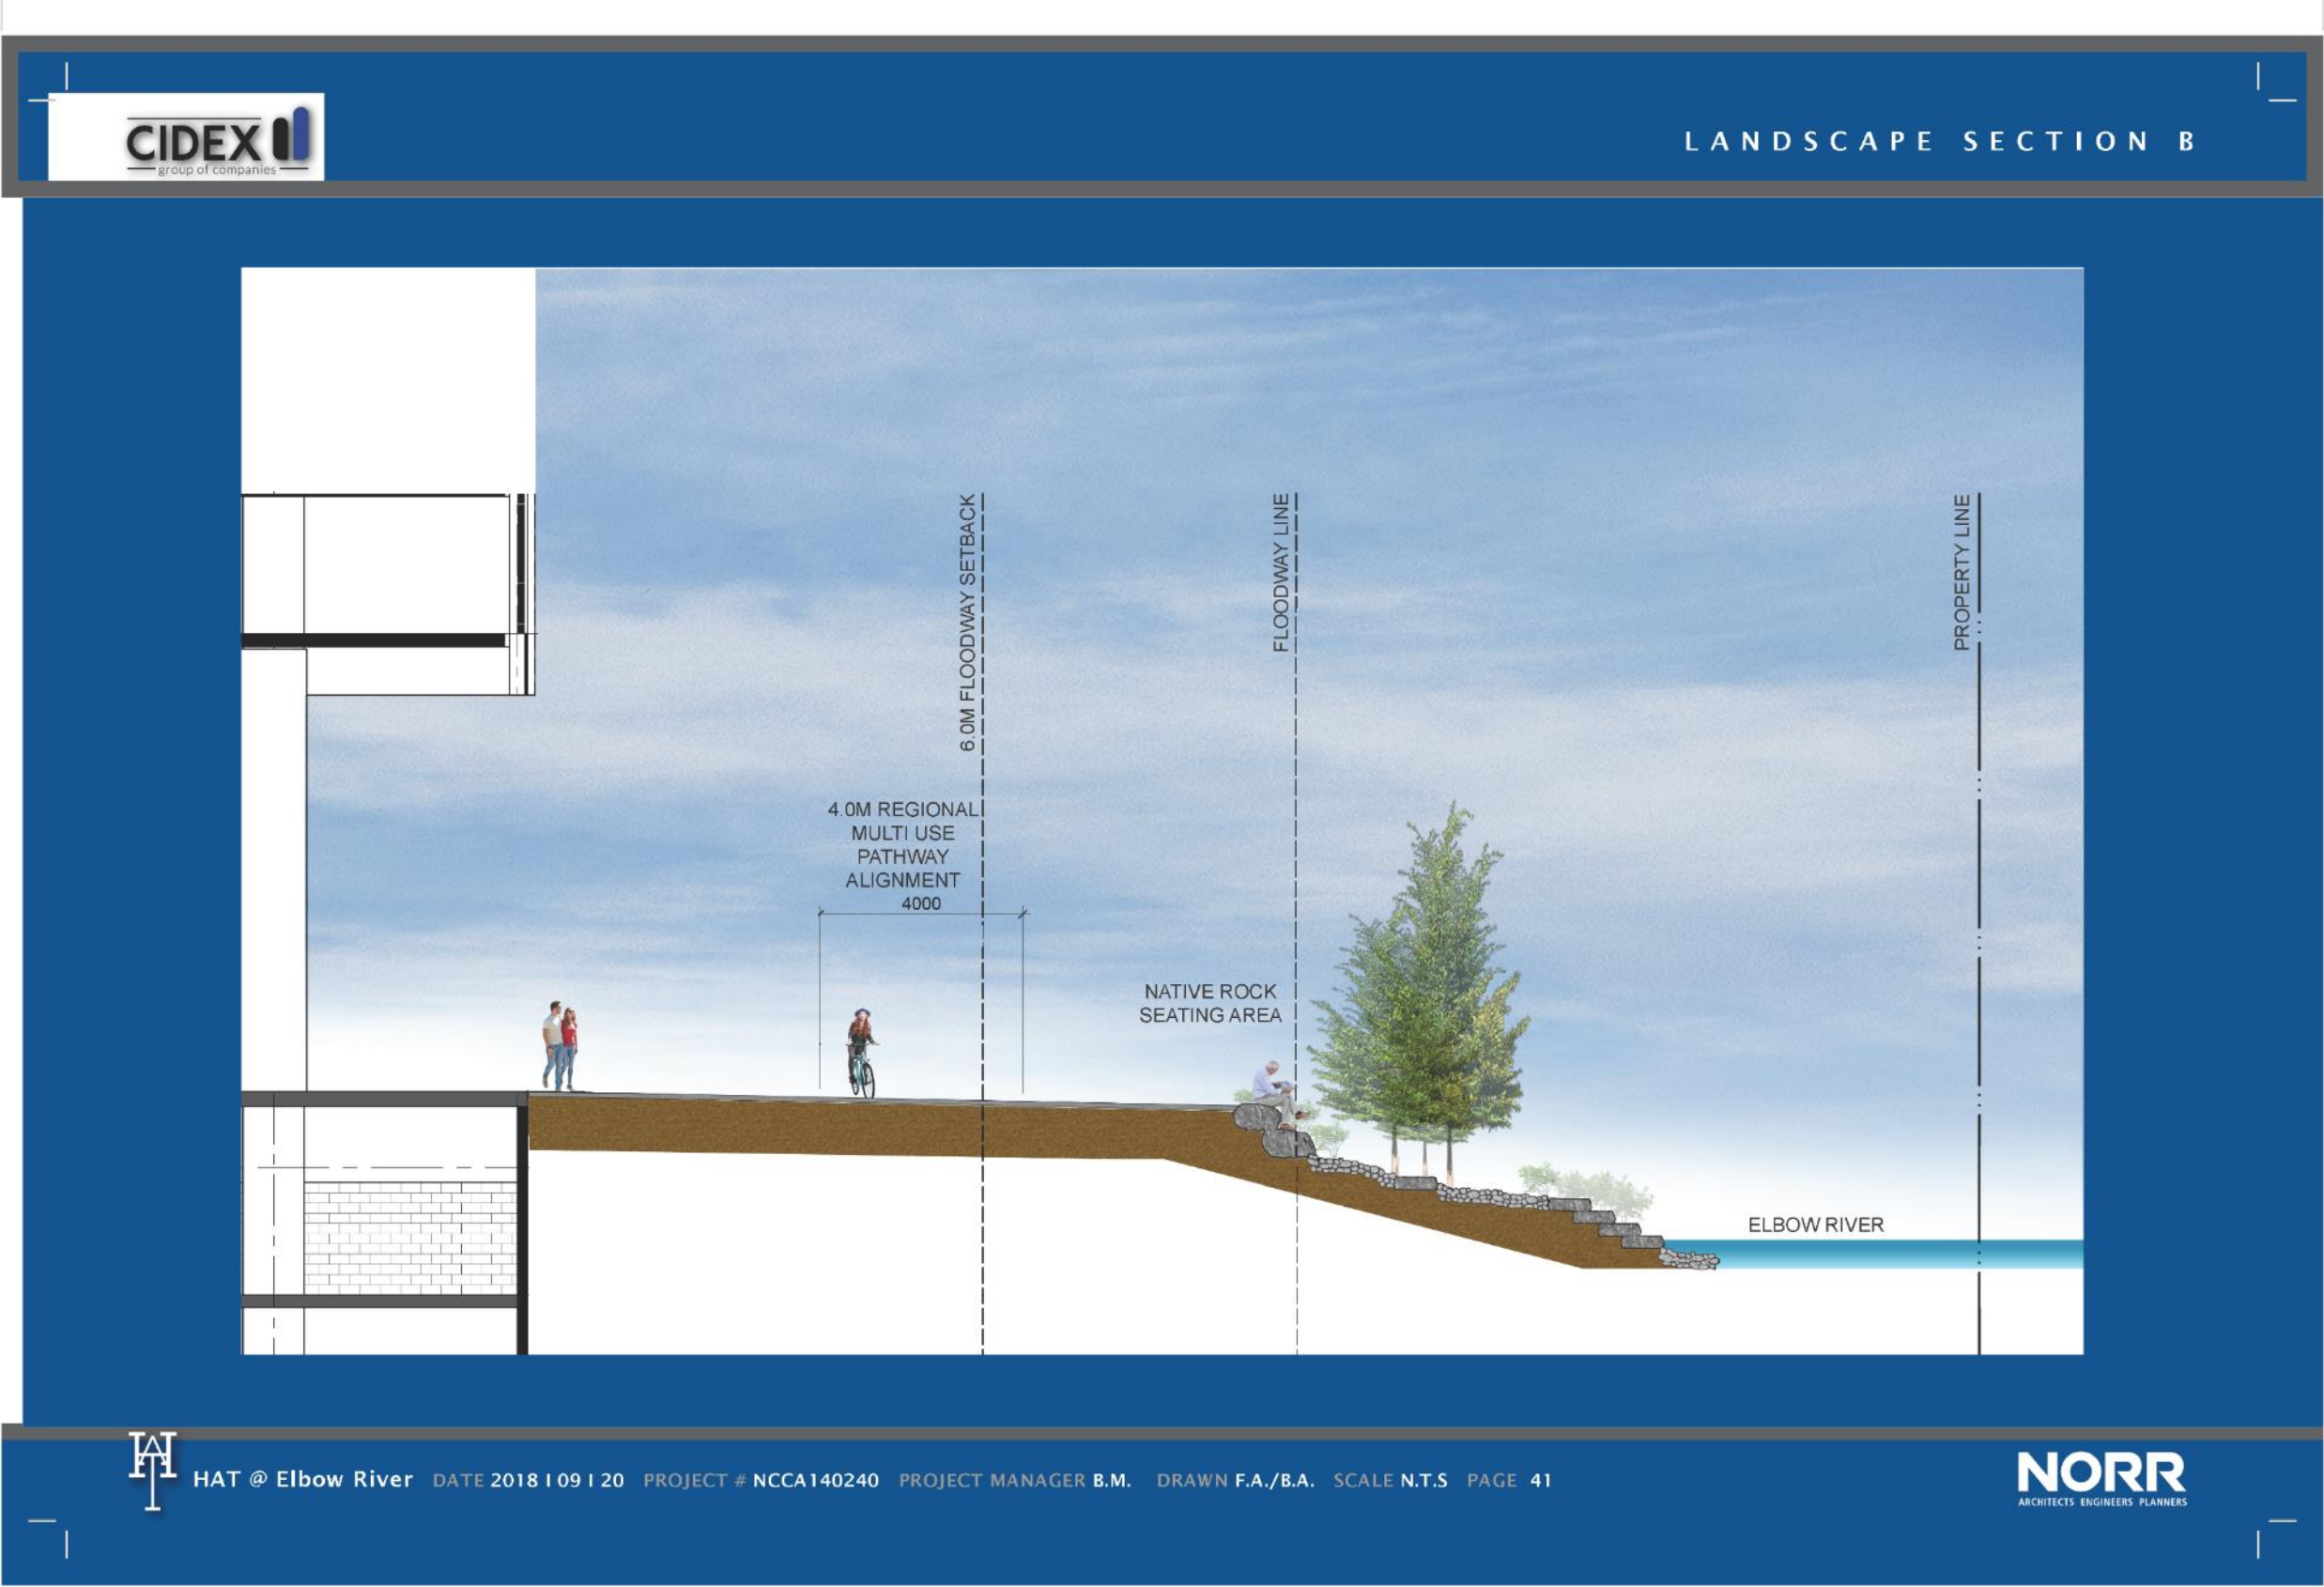 CIDEX
group of companies
LANDSCAPE SECTION B
6.0M FLOODWAY SETBACK
FLOODWAY LINE
PROPERTY LINE
4.0M REGIONAL
MULTI USE
PATHWAY
ALIGNMENT
4000
NATIVE ROCK
SEATING AREA
ELBOW RIVER
HAT
HAT @ Elbow River DATE 2018 | 09 | 20 PROJECT # NCCA140240 PROJECT MANAGER B.M. DRAWN F.A./B.A. SCALE N.T.S PAGE 41
NORR
ARCHITECTS ENGINEERS PLANNERS